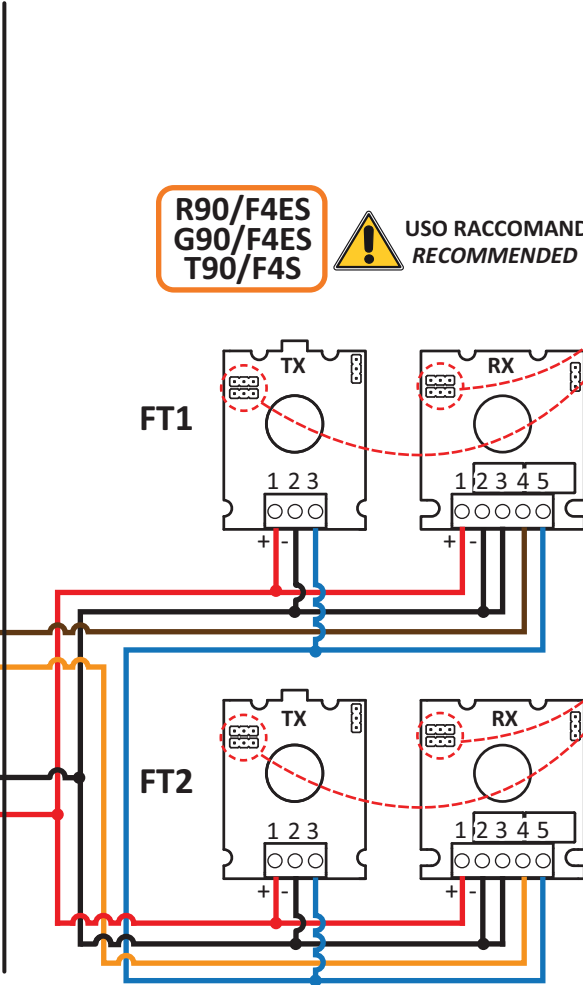 R90/F4ES
G90/F4ES
T90/F4S
USO RACCOMAND
RECOMMENDED
TX
RX
FT1
1 2 3
1 2 3 4 5
+ -
+ -
TX
RX
FT2
1 2 3
1 2 3 4 5
+ -
+ -